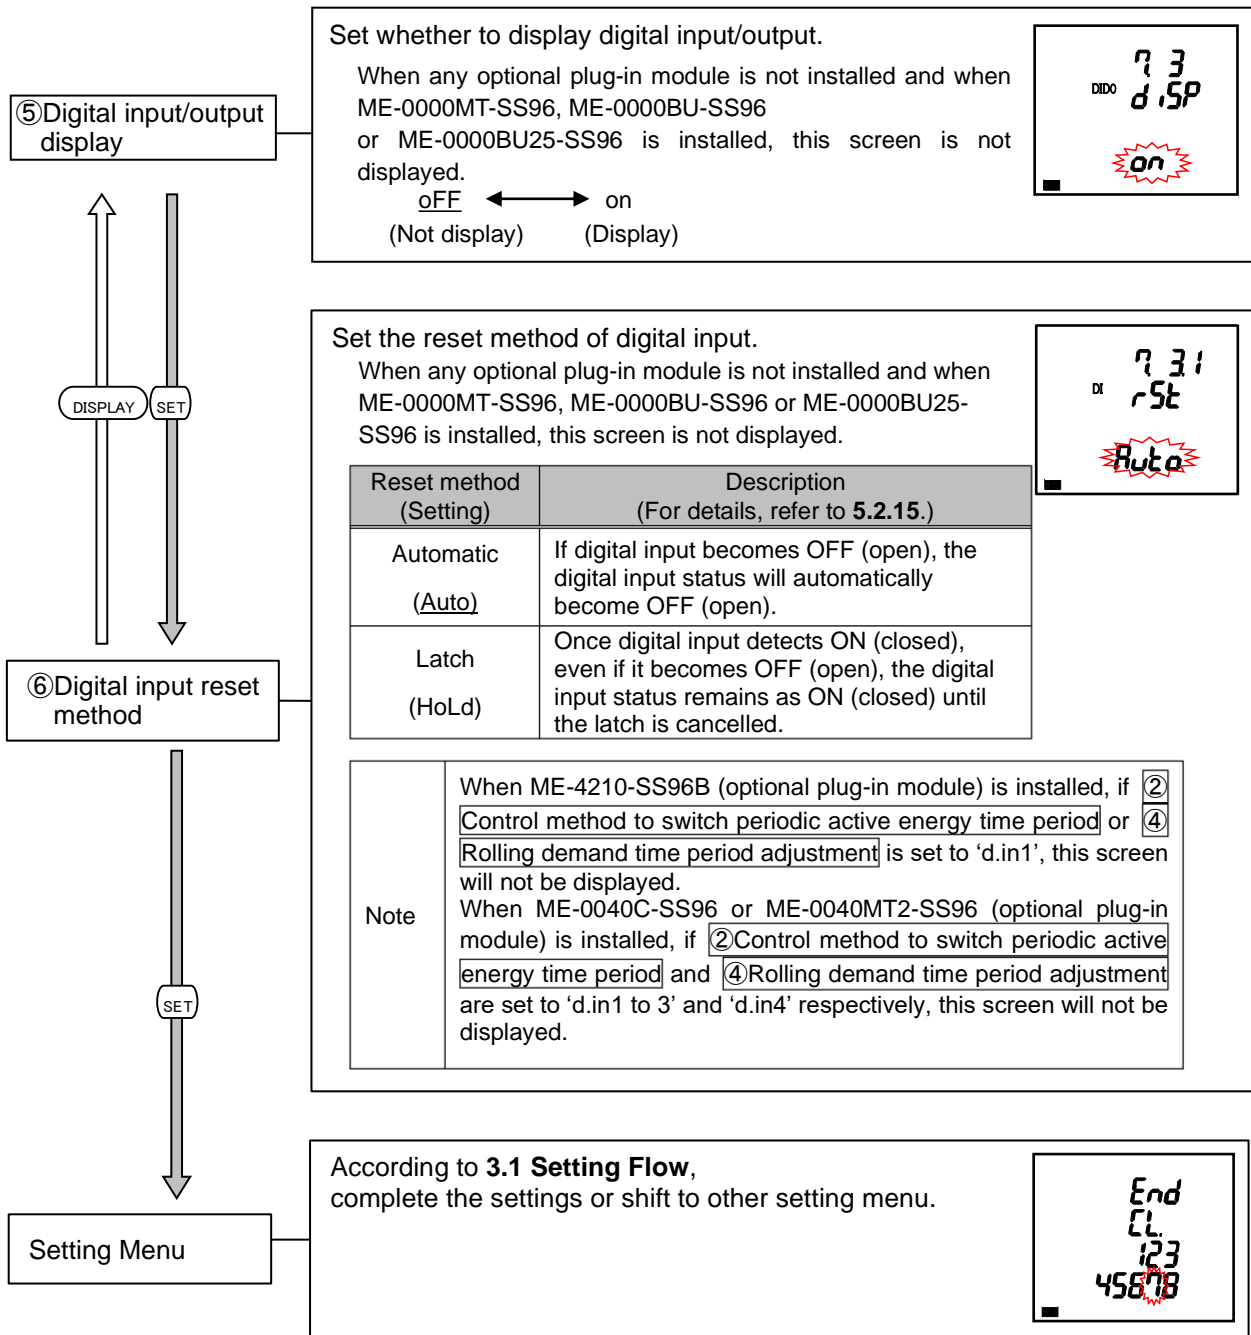 Set whether to display digital input/output.
When any optional plug-in module is not installed and when
ME-0000MT-SS96, ME-0000BU-SS96
or ME-0000BU25-SS96 is installed, this screen is not
displayed.
oFF on
(Not display) (Display)
7. 3
DIDO diSP
on
⑤Digital input/output
display
DISPLAY SET
Set the reset method of digital input.
When any optional plug-in module is not installed and when
ME-0000MT-SS96, ME-0000BU-SS96 or ME-0000BU25-
SS96 is installed, this screen is not displayed.
7. 3.1
DI rSt
Auto
Reset method
(Setting)
Description
(For details, refer to 5.2.15.)
Automatic
(Auto)
If digital input becomes OFF (open), the
digital input status will automatically
become OFF (open).
Latch
(HoLd)
Once digital input detects ON (closed),
even if it becomes OFF (open), the digital
input status remains as ON (closed) until
the latch is cancelled.
⑥Digital input reset
method
Note
When ME-4210-SS96B (optional plug-in module) is installed, if ②
Control method to switch periodic active energy time period or ④
Rolling demand time period adjustment is set to ‘d.in1’, this screen
will not be displayed.
When ME-0040C-SS96 or ME-0040MT2-SS96 (optional plug-in
module) is installed, if ②Control method to switch periodic active
energy time period and ④Rolling demand time period adjustment
are set to ‘d.in1 to 3’ and ‘d.in4’ respectively, this screen will not be
displayed.
SET
According to 3.1 Setting Flow,
complete the settings or shift to other setting menu.
End
CL.
123
45678
Setting Menu